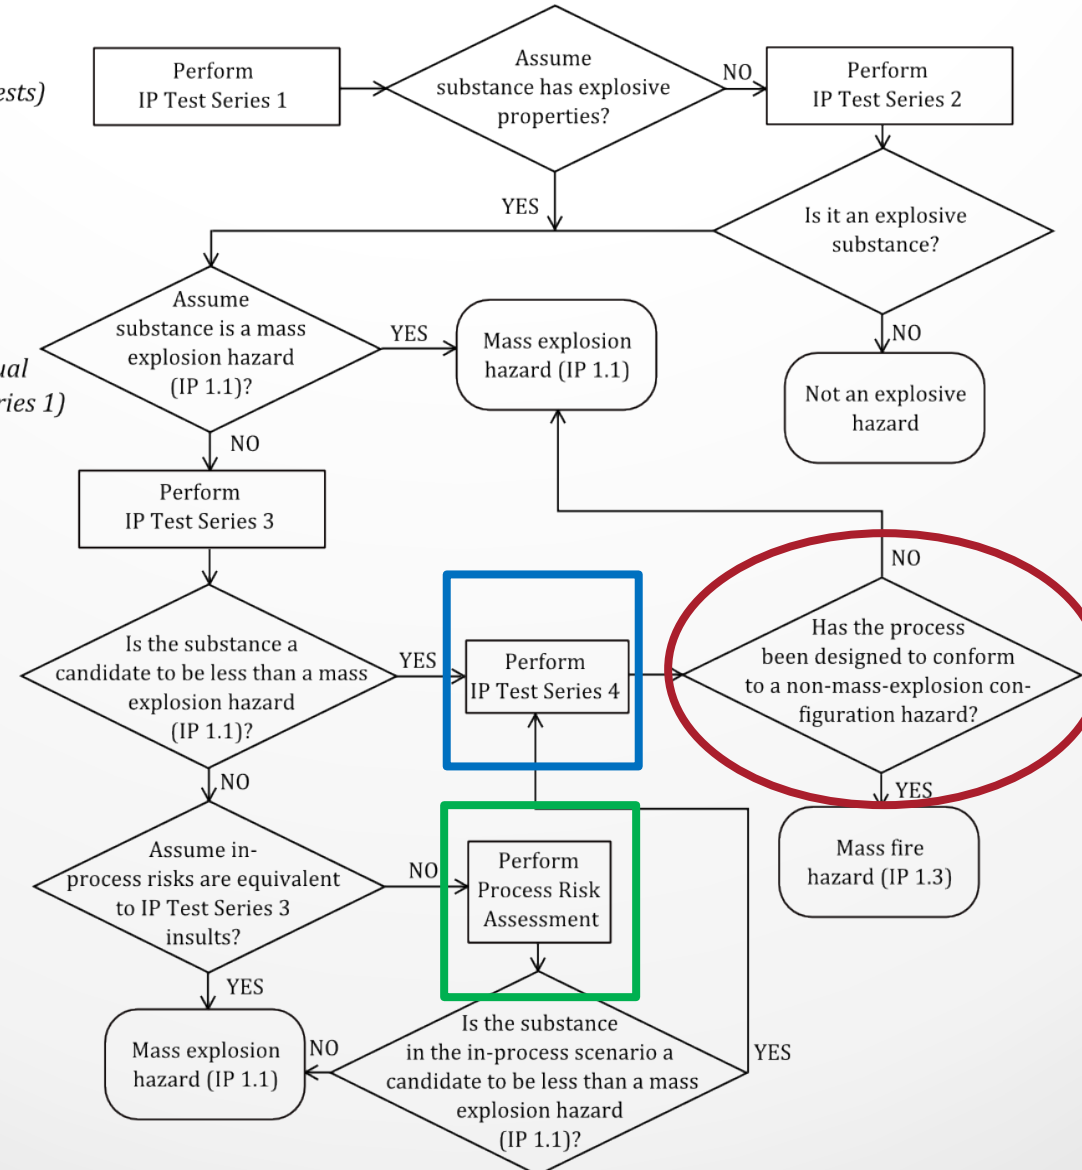 Assume
substance has explosive
properties?
Perform
IP Test Series 1
NO
Perform
IP Test Series 2
ests)
YES
Is it an explosive
substance?
Assume
substance is a mass
explosion hazard
(IP 1.1)?
YES
Mass explosion
hazard (IP 1.1)
NO
ual
ries 1)
Not an explosive
hazard
NO
Perform
IP Test Series 3
NO
Is the substance a
candidate to be less than a mass
explosion hazard
(IP 1.1)?
YES
Perform
IP Test Series 4
Has the process
been designed to conform
to a non-mass-explosion con-
figuration hazard?
NO
YES
Assume in-
process risks are equivalent
to IP Test Series 3
insults?
NO
Perform
Process Risk
Assessment
Mass fire
hazard (IP 1.3)
YES
Mass explosion
hazard (IP 1.1)
NO
Is the substance
in the in-process scenario a
candidate to be less than a mass
explosion hazard
(IP 1.1)?
YES